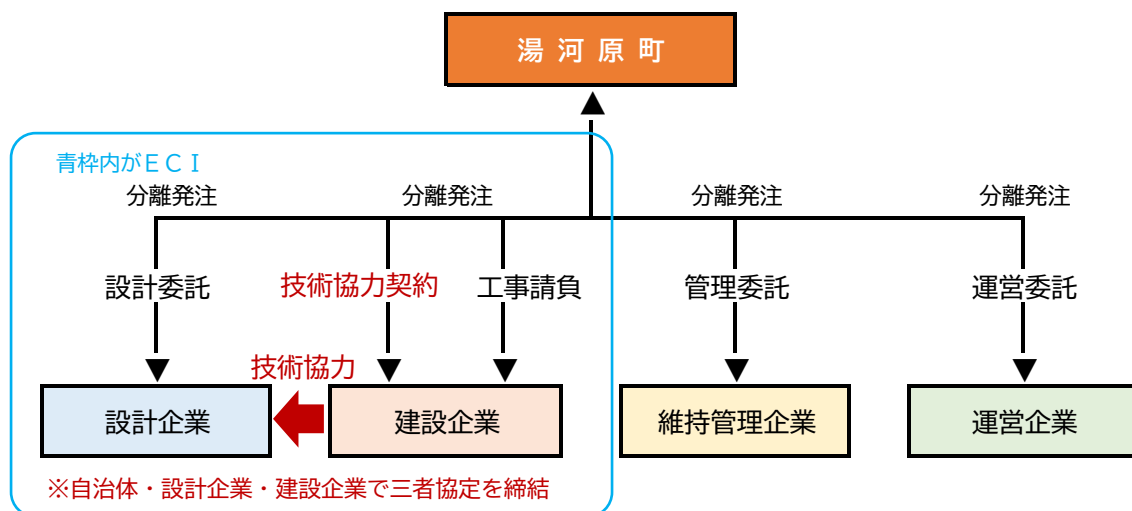 湯河原町
青枠内がＥＣＩ
分離発注
分離発注
分離発注
分離発注
設計委託
技術協力契約
工事請負
管理委託
運営委託
技術協力
設計企業
建設企業
維持管理企業
運営企業
※自治体・設計企業・建設企業で三者協定を締結